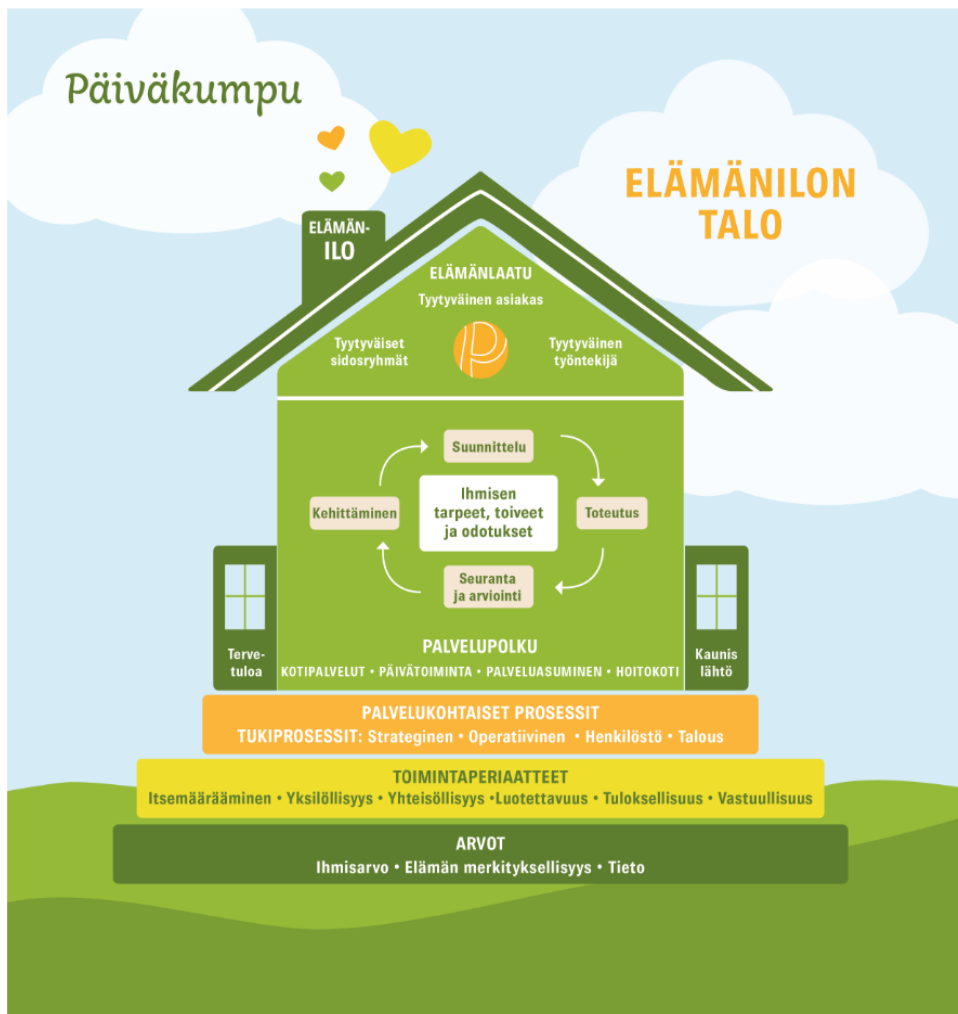 Päiväkumpu
ELÄMÄNILON
TALO
ELÄMÄN-
ILO
ELÄMÄNLAATU
Tyytyväinen asiakas
Tyytyväiset
sidosryhmät
Tyytyväinen
työntekijä
Suunnittelu
Kehittäminen
Ihmisen
tarpeet, toiveet
ja odotukset
Toteutus
Seuranta
ja arviointi
Terve-
tuloa
PALVELUPOLKU
KOTIPALVELUT • PÄIVÄTOIMINTA • PALVELUASUMINEN • HOITOKOTI
Kaunis
lähtö
PALVELUKOHTAISET PROSESSIT
TUKIPROSESSIT: Strateginen • Operatiivinen • Henkilöstö • Talous
TOIMINTAPERIAATTEET
Itsemäärääminen • Yksilöllisyys • Yhteisöllisyys •Luotettavuus • Tuloksellisuus • Vastuullisuus
ARVOT
Ihmisarvo • Elämän merkityksellisyys • Tieto